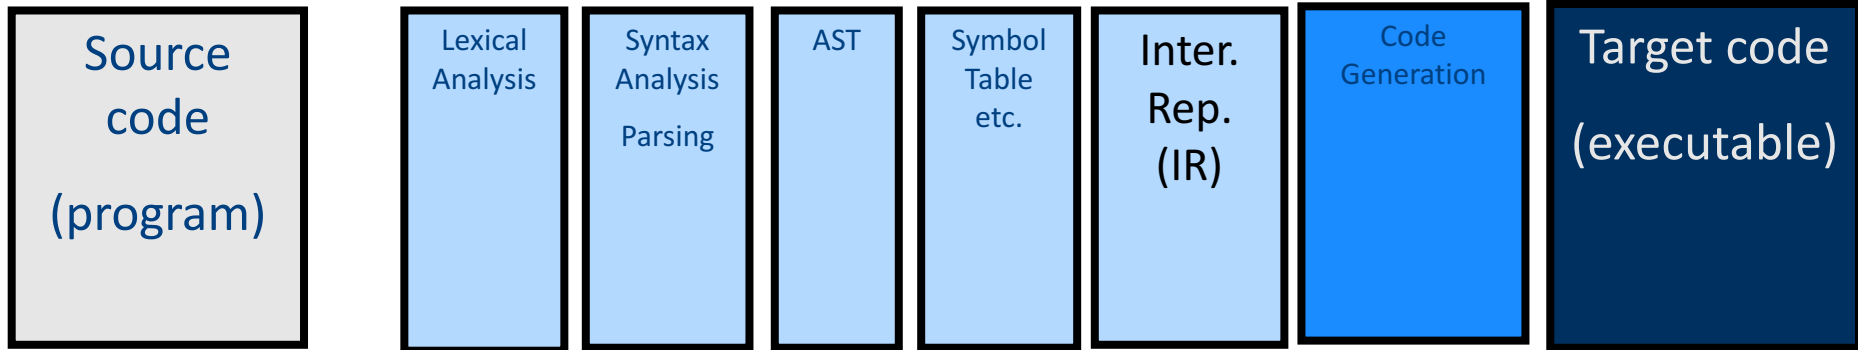 Source
code
(program)
Lexical
Analysis
Syntax
Analysis
Parsing
AST
Symbol
Table
etc.
Inter.
Rep.
(IR)
Code
Generation
Target code
(executable)